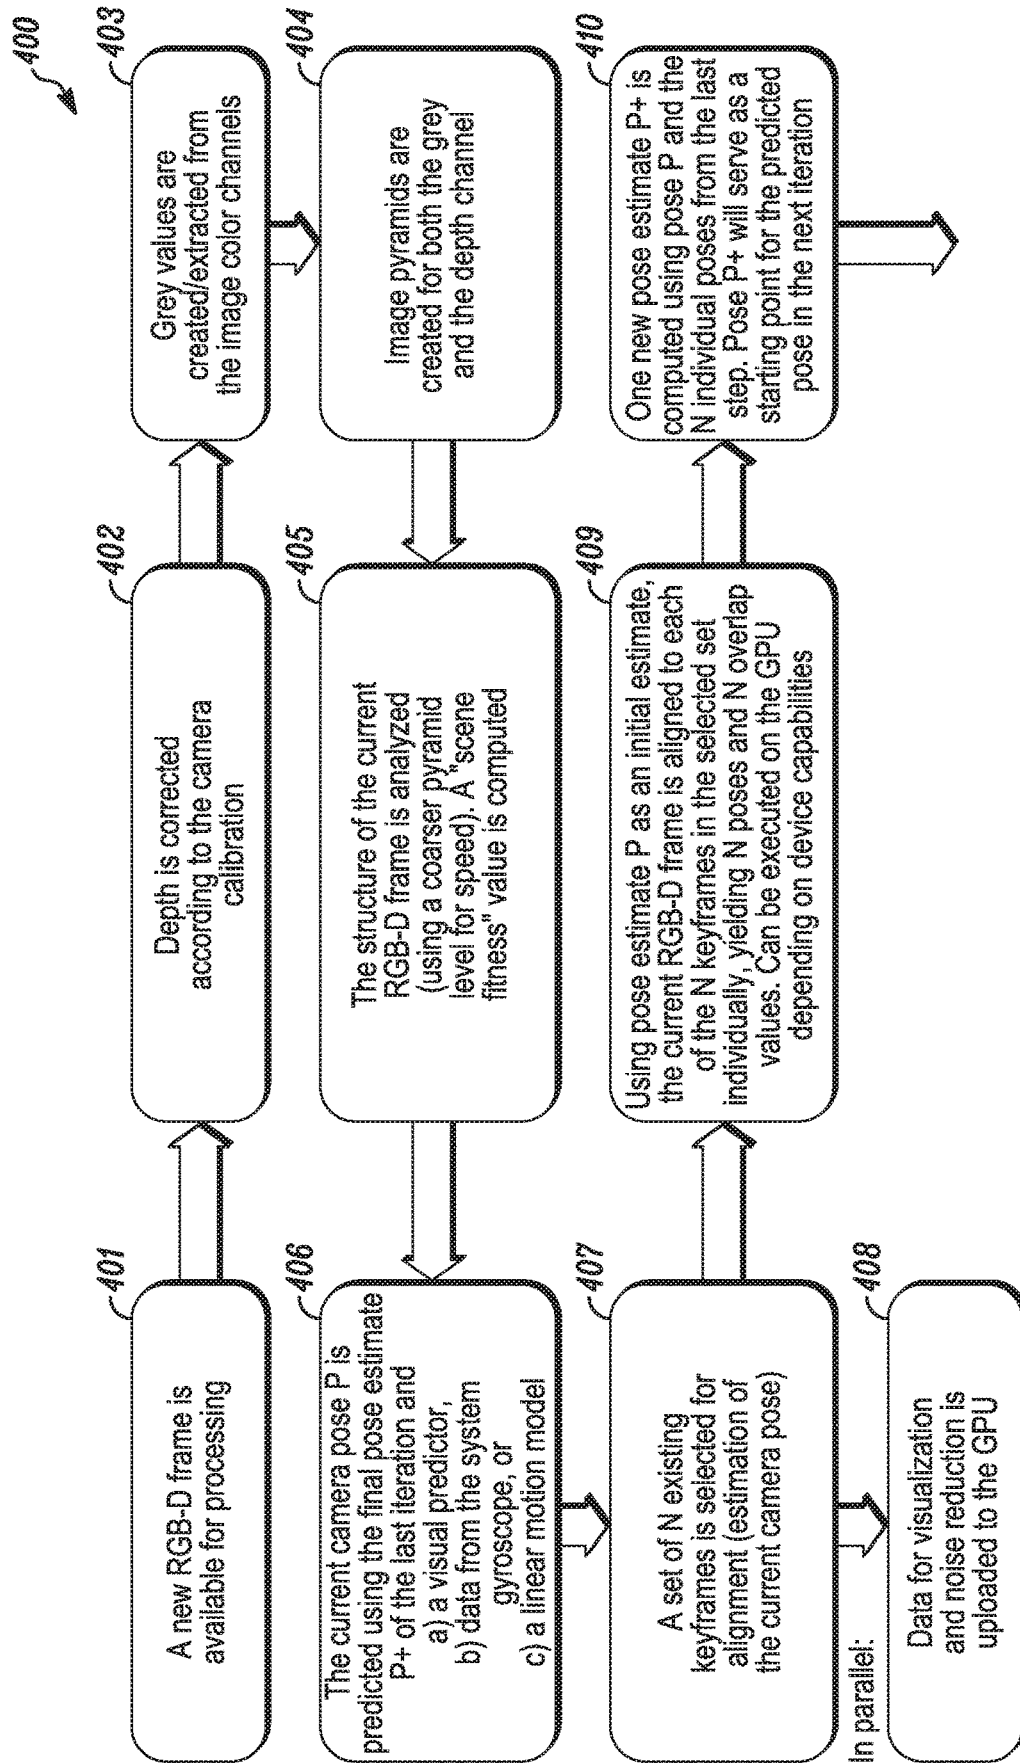 400
401
A new RGB-D frame is
available for processing
402
Depth is corrected
according to the camera
calibration
403
Grey values are
created/extracted from
the image color channels
404
Image pyramids are
created for both the grey
and the depth channel
405
The structure of the current
RGB-D frame is analyzed
(using a coarser pyramid
level for speed). A "scene
fitness" value is computed
406
The current camera pose P is
predicted using the final pose estimate
P+ of the last iteration and
a) a visual predictor,
b) data from the system
gyroscope, or
c) a linear motion model
407
A set of N existing
keyframes is selected for
alignment (estimation of
the current camera pose)
In parallel:
408
Data for visualization
and noise reduction is
uploaded to the GPU
409
Using pose estimate P as an initial estimate,
the current RGB-D frame is aligned to each
of the N keyframes in the selected set
individually, yielding N poses and N overlap
values. Can be executed on the GPU
depending on device capabilities
410
One new pose estimate P+ is
computed using pose P and the
N individual poses from the last
step. Pose P+ will serve as a
starting point for the predicted
pose in the next iteration